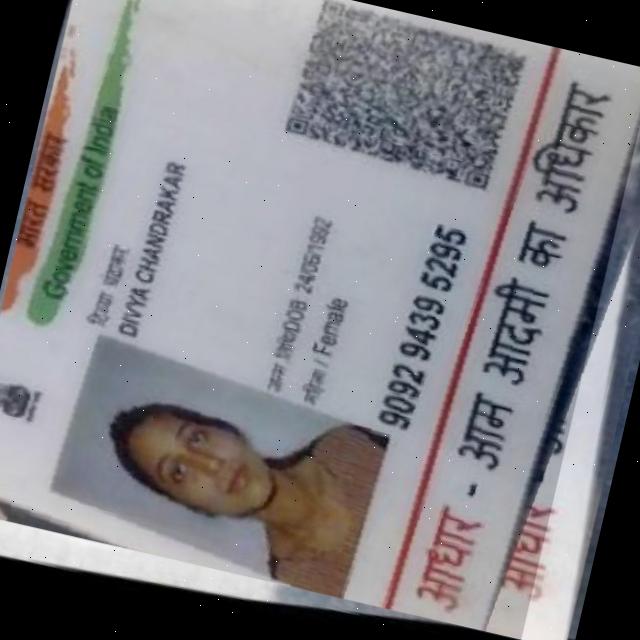 भारत सरकार
Government of India
दिव्या चंद्राकर
DIVYA CHANDRAKAR
जन्म तिथि/DOB 24/06/1992
महिला / Female
9092 9439 5295
आधार - आम आदमी का अधिकार
आधार -